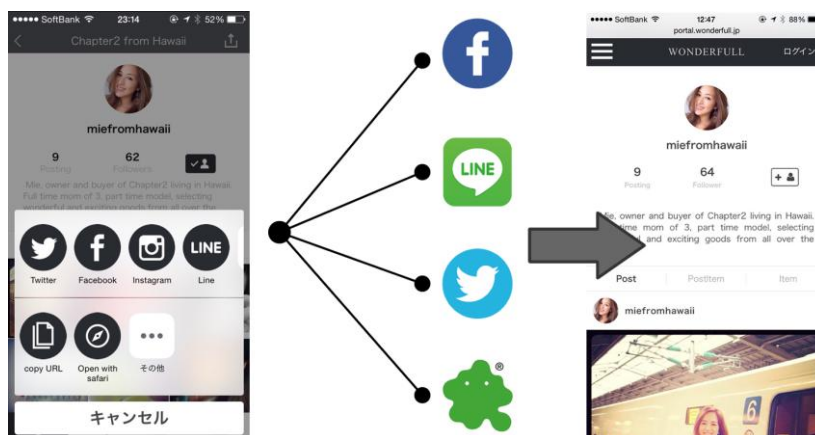 SoftBank 23:14 52%
Chapter2 from Hawaii
miefromhawaii
9 62
Posting Followers
Mie, owner and buyer of Chapter2 living in Hawaii.
Full time mom of 3, part time model, selecting
wonderful and exciting goods from all over the
Twitter Facebook Instagram LINE Line
copy URL Open with その他
safari
キャンセル
f
LINE
®
SoftBank 12:47 88%
portal.wonderfull.jp
WONDERFULL ログイン
miefromhawaii
9 64
Posting Follower
Mie, owner and buyer of Chapter2 living in Hawaii.
time mom of 3, part time model, selecting
and exciting goods from all over the
Post PostItem Item
miefromhawaii
6